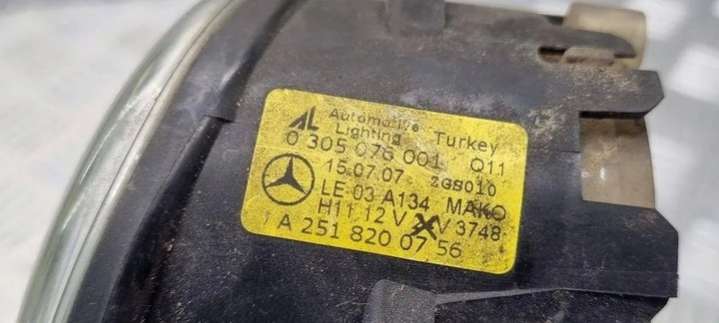 AL Automotive Lighting Turkey
0 305 076 001 Q11
15.07.07 ZGS010
LE 03 A134 MAKO
H11 12 V V 3748
A 251 820 07 56